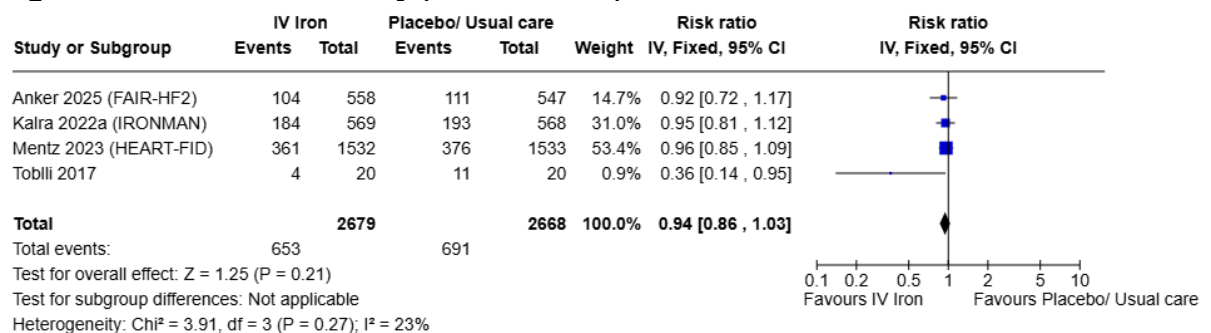 IV Iron Placebo/ Usual care Risk ratio Risk ratio
Study or Subgroup Events Total Events Total Weight IV, Fixed, 95% CI IV, Fixed, 95% CI
Anker 2025 (FAIR-HF2) 104 558 111 547 14.7% 0.92 [0.72 , 1.17]
Kalra 2022a (IRONMAN) 184 569 193 568 31.0% 0.95 [0.81 , 1.12]
Mentz 2023 (HEART-FID) 361 1532 376 1533 53.4% 0.96 [0.85 , 1.09]
Toblli 2017 4 20 11 20 0.9% 0.36 [0.14 , 0.95]
Total 2679 2668 100.0% 0.94 [0.86 , 1.03]
Total events: 653 691
Test for overall effect: Z = 1.25 (P = 0.21)
0.1 0.2 0.5 1 2 5 10
Test for subgroup differences: Not applicable
Favours IV Iron Favours Placebo/ Usual care
Heterogeneity: Chi² = 3.91, df = 3 (P = 0.27); I² = 23%